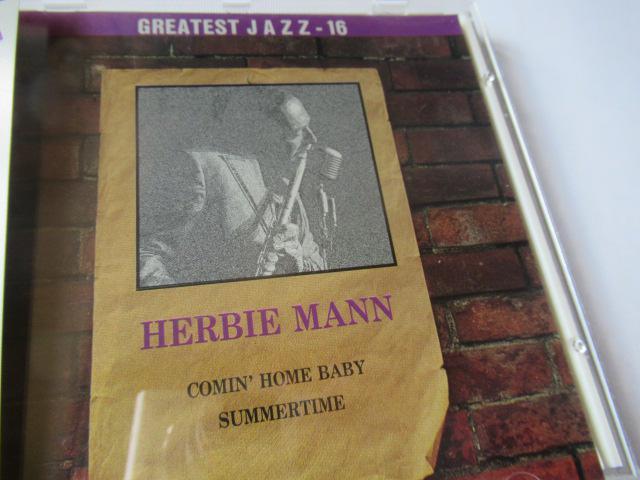 GREATEST JAZZ - 16
HERBIE MANN
COMIN' HOME BABY
SUMMERTIME